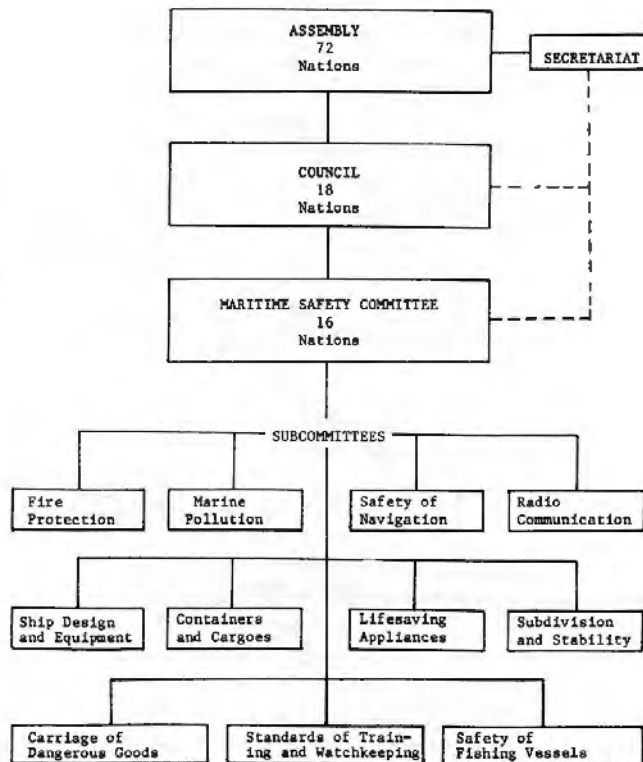 ASSEMBLY
72
Nations
SECRETARIAT
COUNCIL
18
Nations
MARITIME SAFETY COMMITTEE
16
Nations
SUBCOMMITTEES
Fire
Protection
Marine
Pollution
Safety of
Navigation
Radio
Communication
Ship Design
and Equipment
Containers
and Cargoes
Lifesaving
Appliances
Subdivision
and Stability
Carriage of
Dangerous Goods
Standards of Train-
ing and Watchkeeping
Safety of
Fishing Vessels